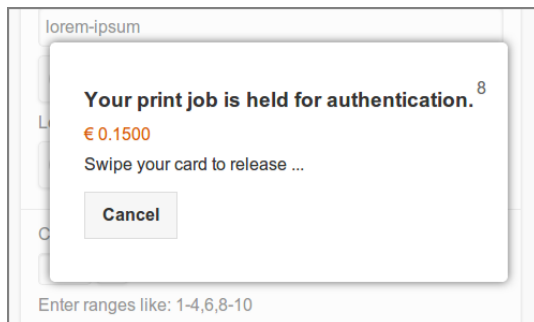 lorem-ipsum
Your print job is held for authentication. 8
€ 0.1500
Swipe your card to release ...
Cancel
Enter ranges like: 1-4,6,8-10